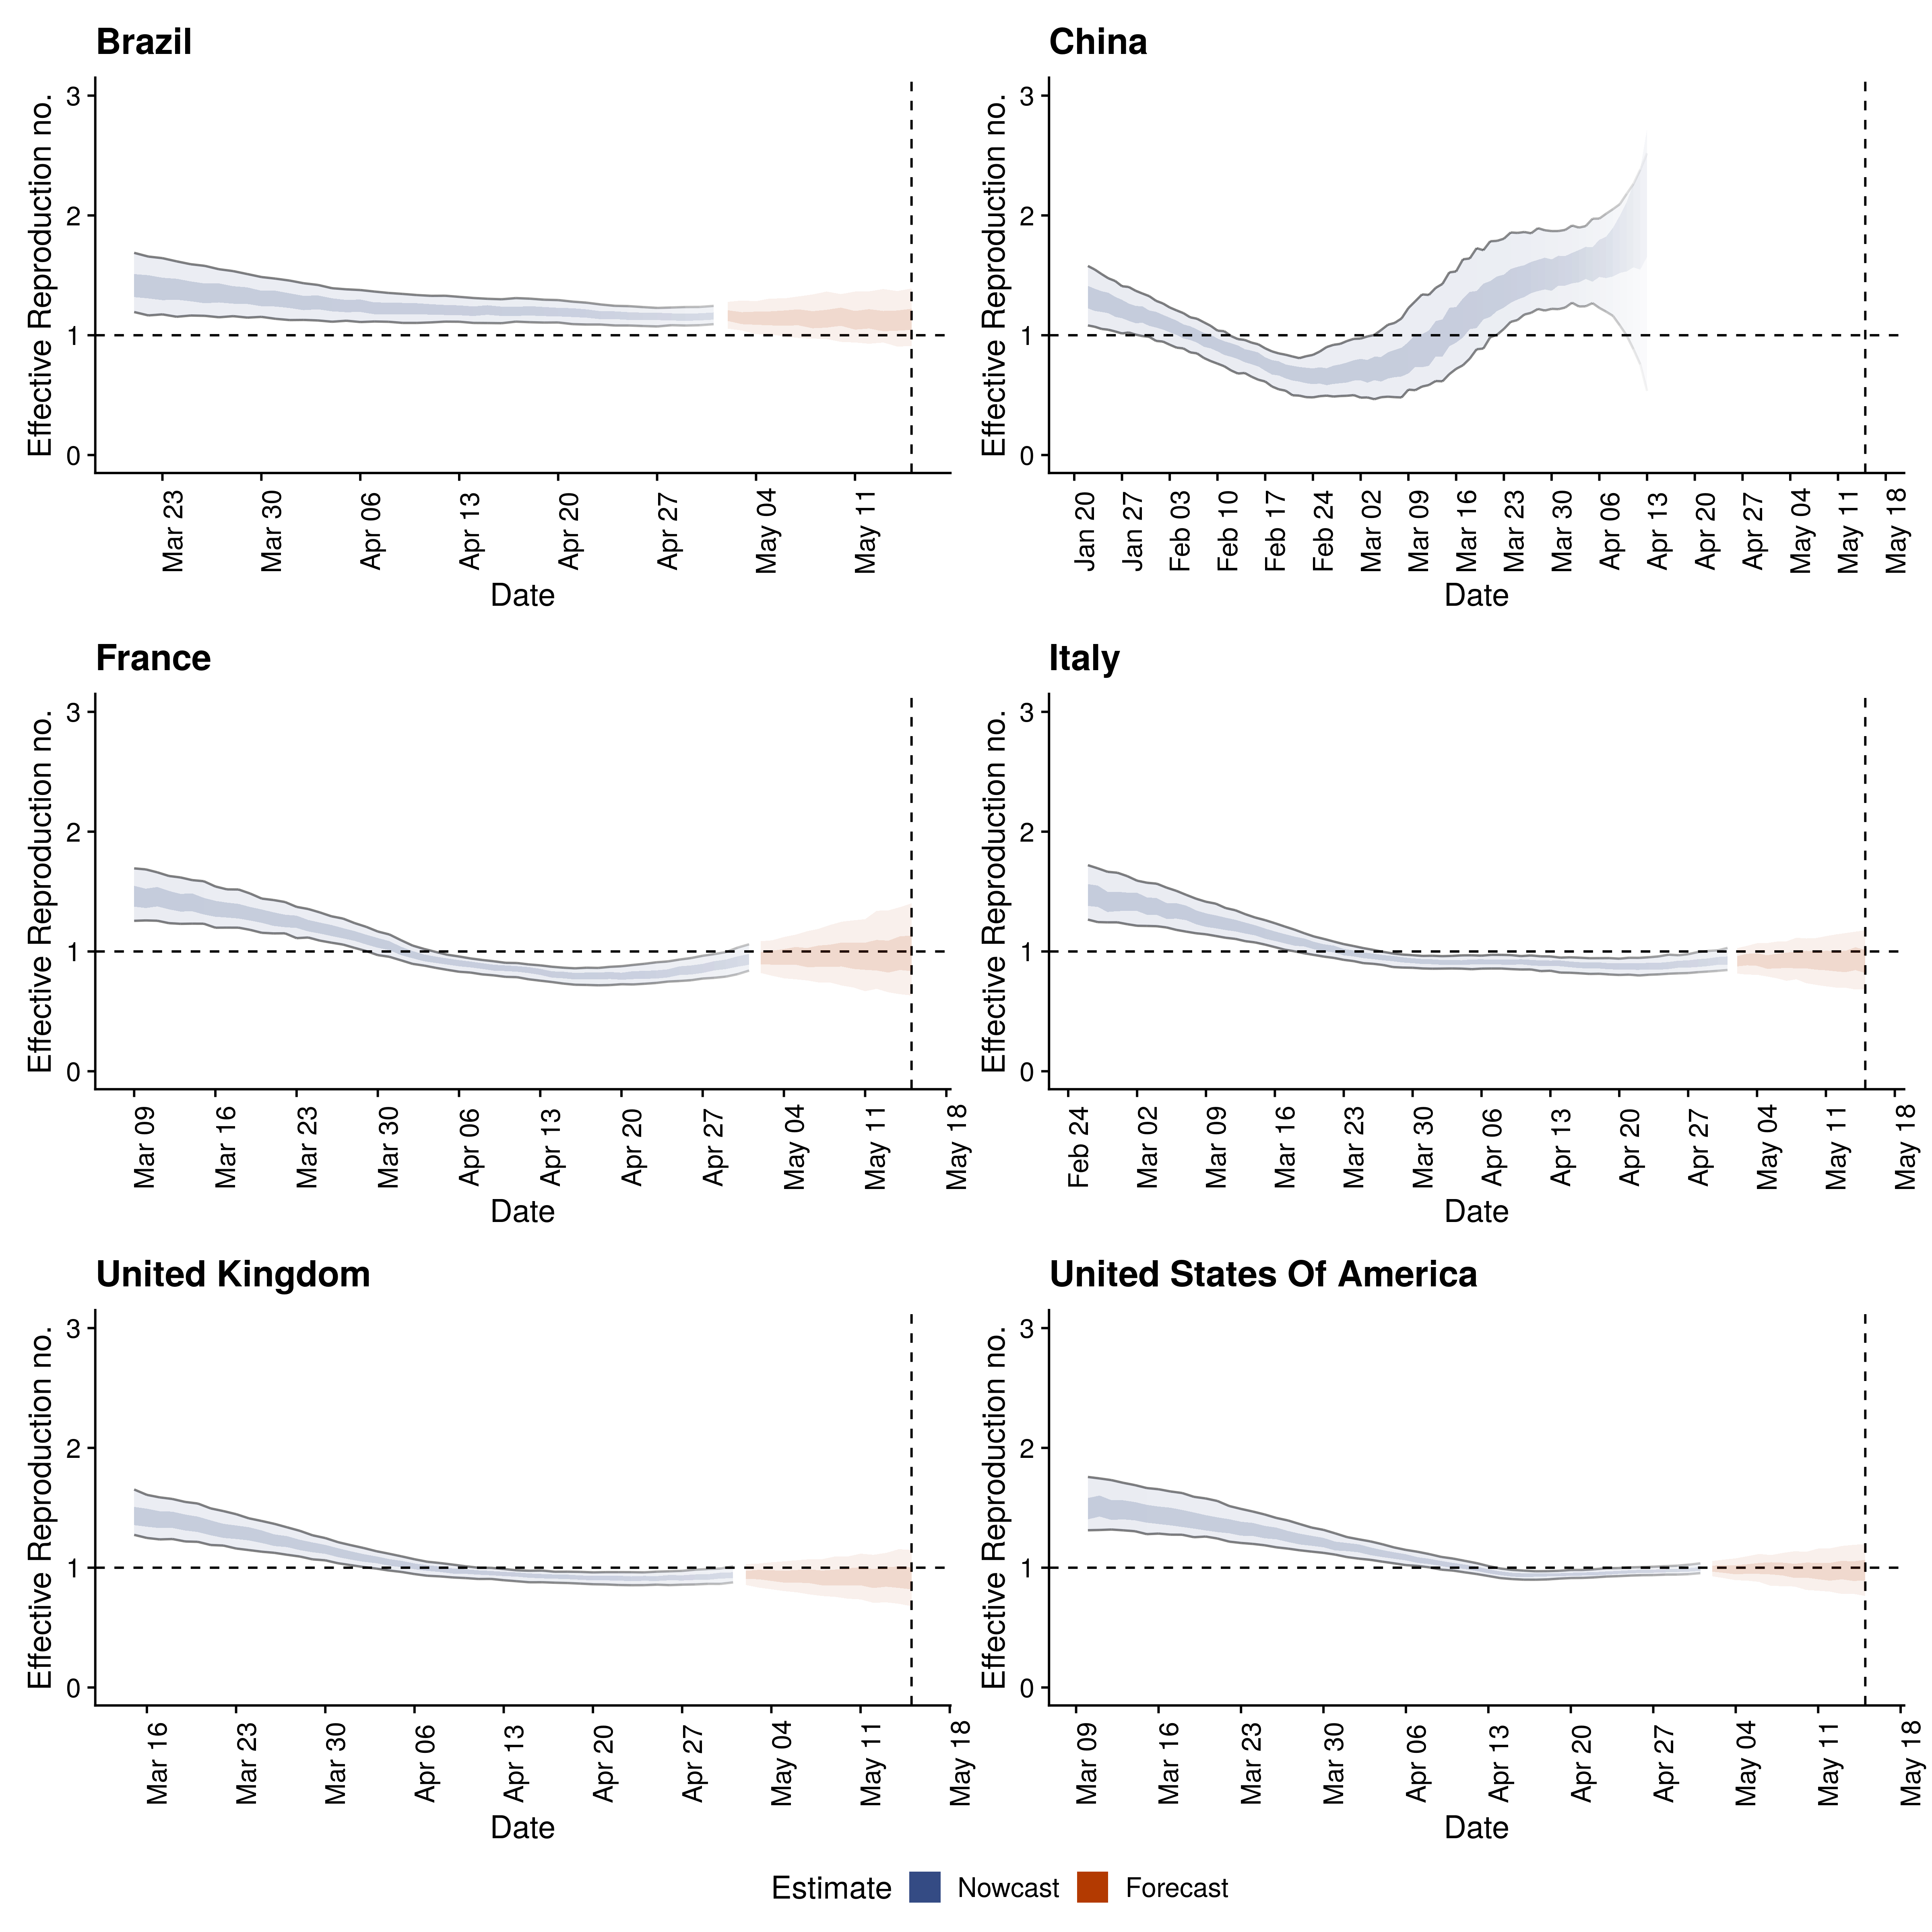 Brazil
Effective Reproduction no.
3
2
1
0
Mar 23 Mar 30 Apr 06 Apr 13 Apr 20 Apr 27 May 04 May 11
Date
China
Effective Reproduction no.
3
2
1
0
Jan 20 Jan 27 Feb 03 Feb 10 Feb 17 Feb 24 Mar 02 Mar 09 Mar 16 Mar 23 Mar 30 Apr 06 Apr 13 Apr 20 Apr 27 May 04 May 11 May 18
Date
France
Effective Reproduction no.
3
2
1
0
Mar 09 Mar 16 Mar 23 Mar 30 Apr 06 Apr 13 Apr 20 Apr 27 May 04 May 11 May 18
Date
Italy
Effective Reproduction no.
3
2
1
0
Feb 24 Mar 02 Mar 09 Mar 16 Mar 23 Mar 30 Apr 06 Apr 13 Apr 20 Apr 27 May 04 May 11 May 18
Date
United Kingdom
Effective Reproduction no.
3
2
1
0
Mar 16 Mar 23 Mar 30 Apr 06 Apr 13 Apr 20 Apr 27 May 04 May 11 May 18
Date
United States Of America
Effective Reproduction no.
3
2
1
0
Mar 09 Mar 16 Mar 23 Mar 30 Apr 06 Apr 13 Apr 20 Apr 27 May 04 May 11 May 18
Date
Estimate Nowcast Forecast